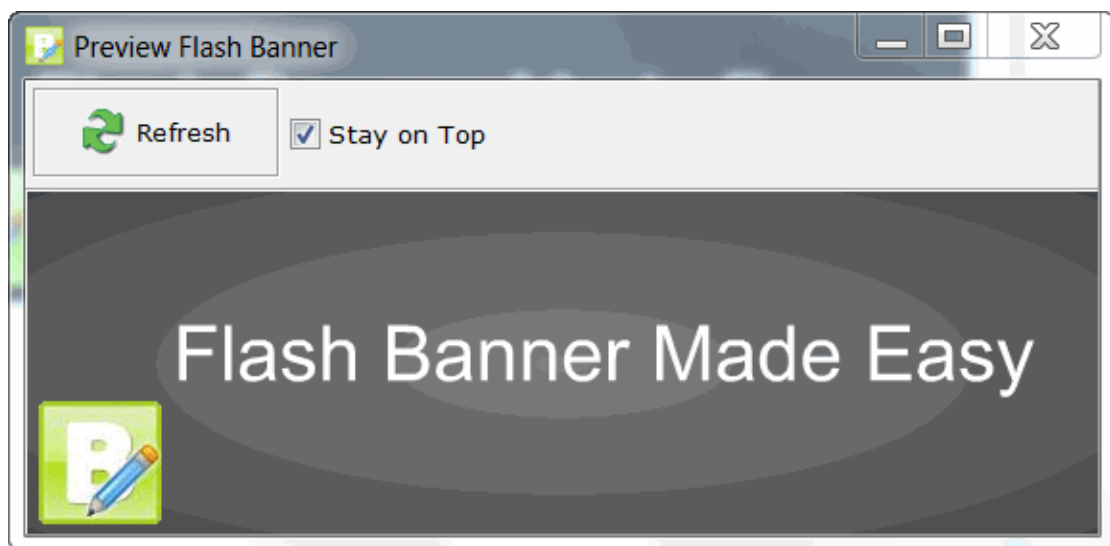 Preview Flash Banner
Refresh
Stay on Top
Flash Banner Made Easy
B